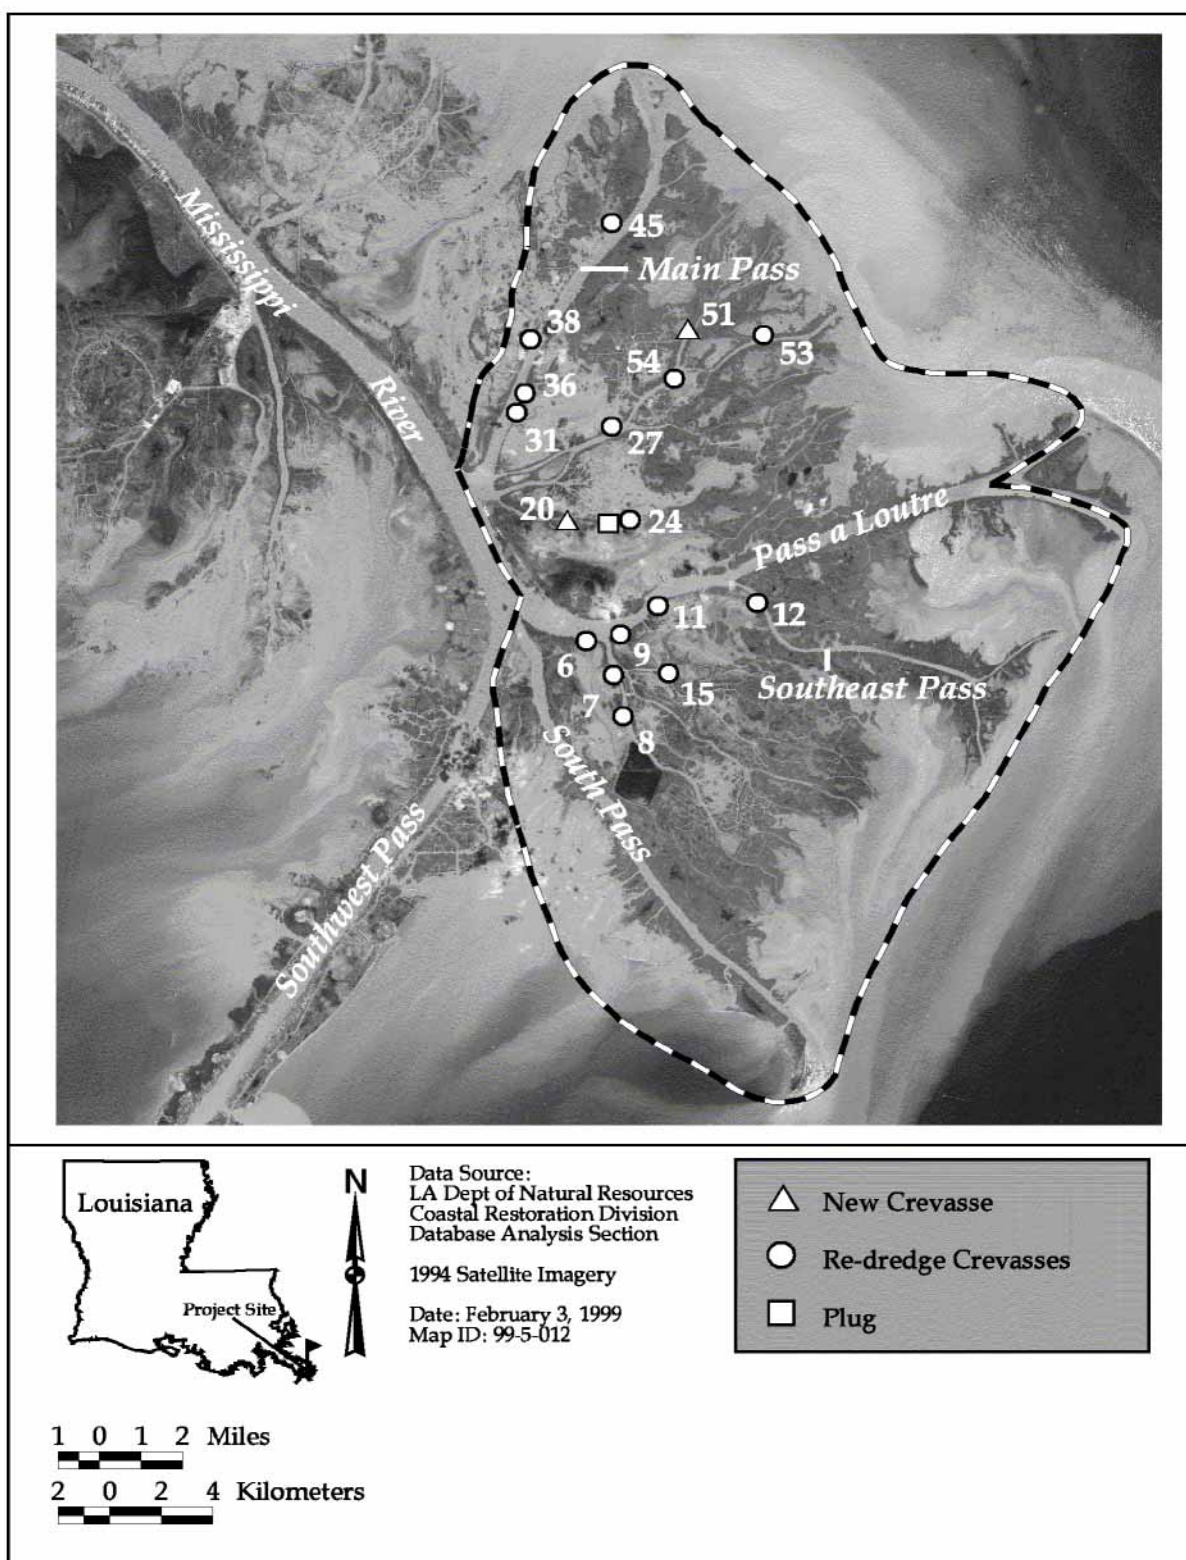 Mississippi
River
45
Main Pass
51
38
53
54
36
31
27
20
24
Pass a Loutre
11
12
6
9
15
Southeast Pass
7
8
South Pass
Southwest Pass
Louisiana
Project Site
N
Data Source:
LA Dept of Natural Resources
Coastal Restoration Division
Database Analysis Section
1994 Satellite Imagery
Date: February 3, 1999
Map ID: 99-5-012
New Crevasse
Re-dredge Crevasses
Plug
1 0 1 2 Miles
2 0 2 4 Kilometers